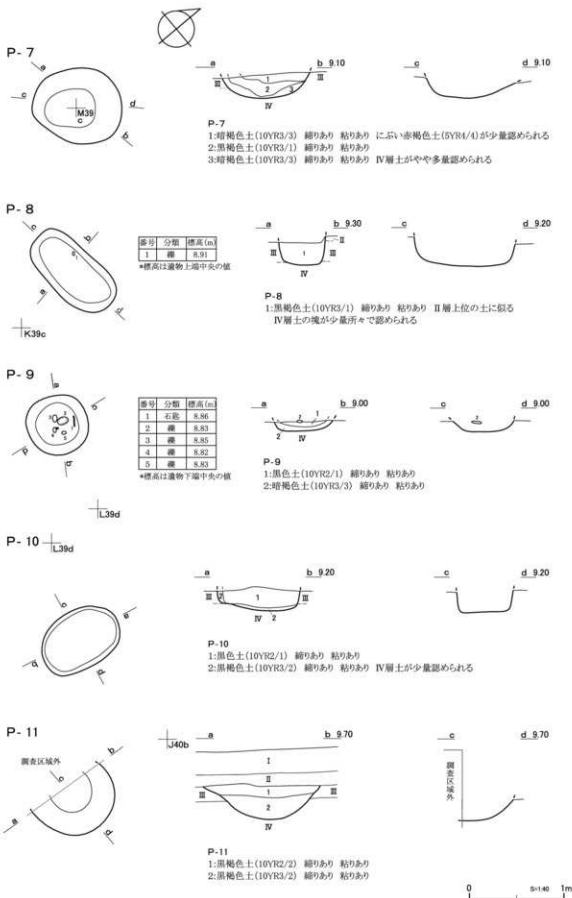 P-7
a
c
d
b
M39
c
a b 9.10
III III
1
2
3
IV
c d 9.10
P-7
1:暗褐色土(10YR3/3) 締りあり 粘りあり にぶい赤褐色土(5YR4/4)が少量認められる
2:黒褐色土(10YR3/1) 締りあり 粘りあり
3:暗褐色土(10YR3/3) 締りあり 粘りあり IV層土がやや多量認められる
P-8
c
b
a
d
K39c
番号 分類 標高(m)
1 礫 8.91
*標高は遺物上端中央の値
a b 9.30
II
III III
1
IV
c d 9.20
P-8
1:黒褐色土(10YR3/1) 締りあり 粘りあり II層上位の土に似る
IV層土の塊が少量所々で認められる
P-9
a
c
d
b
L39d
番号 分類 標高(m)
1 石匙 8.86
2 礫 8.83
3 礫 8.85
4 礫 8.82
5 礫 8.83
*標高は遺物下端中央の値
a b 9.00
1
2
IV
c d 9.00
P-9
1:黒色土(10YR2/1) 締りあり 粘りあり
2:暗褐色土(10YR3/3) 締りあり 粘りあり
P-10
L39d
c
a
b
d
a b 9.20
III 2 1 III
IV 2
c d 9.20
P-10
1:黒色土(10YR2/1) 締りあり 粘りあり
2:黒褐色土(10YR3/2) 締りあり 粘りあり IV層土が少量認められる
P-11
調査区域外
b
c
a
d
J40b
a b 9.70
I
II
III 1 III
2
IV
c d 9.70
調査区域外
P-11
1:黒褐色土(10YR2/2) 締りあり 粘りあり
2:黒褐色土(10YR3/2) 締りあり 粘りあり
0 S=1:40 1m